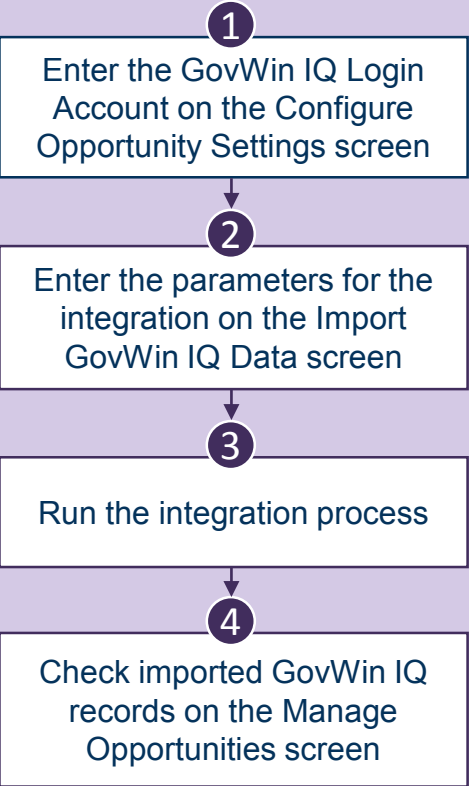 1
Enter the GovWin IQ Login
Account on the Configure
Opportunity Settings screen
2
Enter the parameters for the
integration on the Import
GovWin IQ Data screen
3
Run the integration process
4
Check imported GovWin IQ
records on the Manage
Opportunities screen